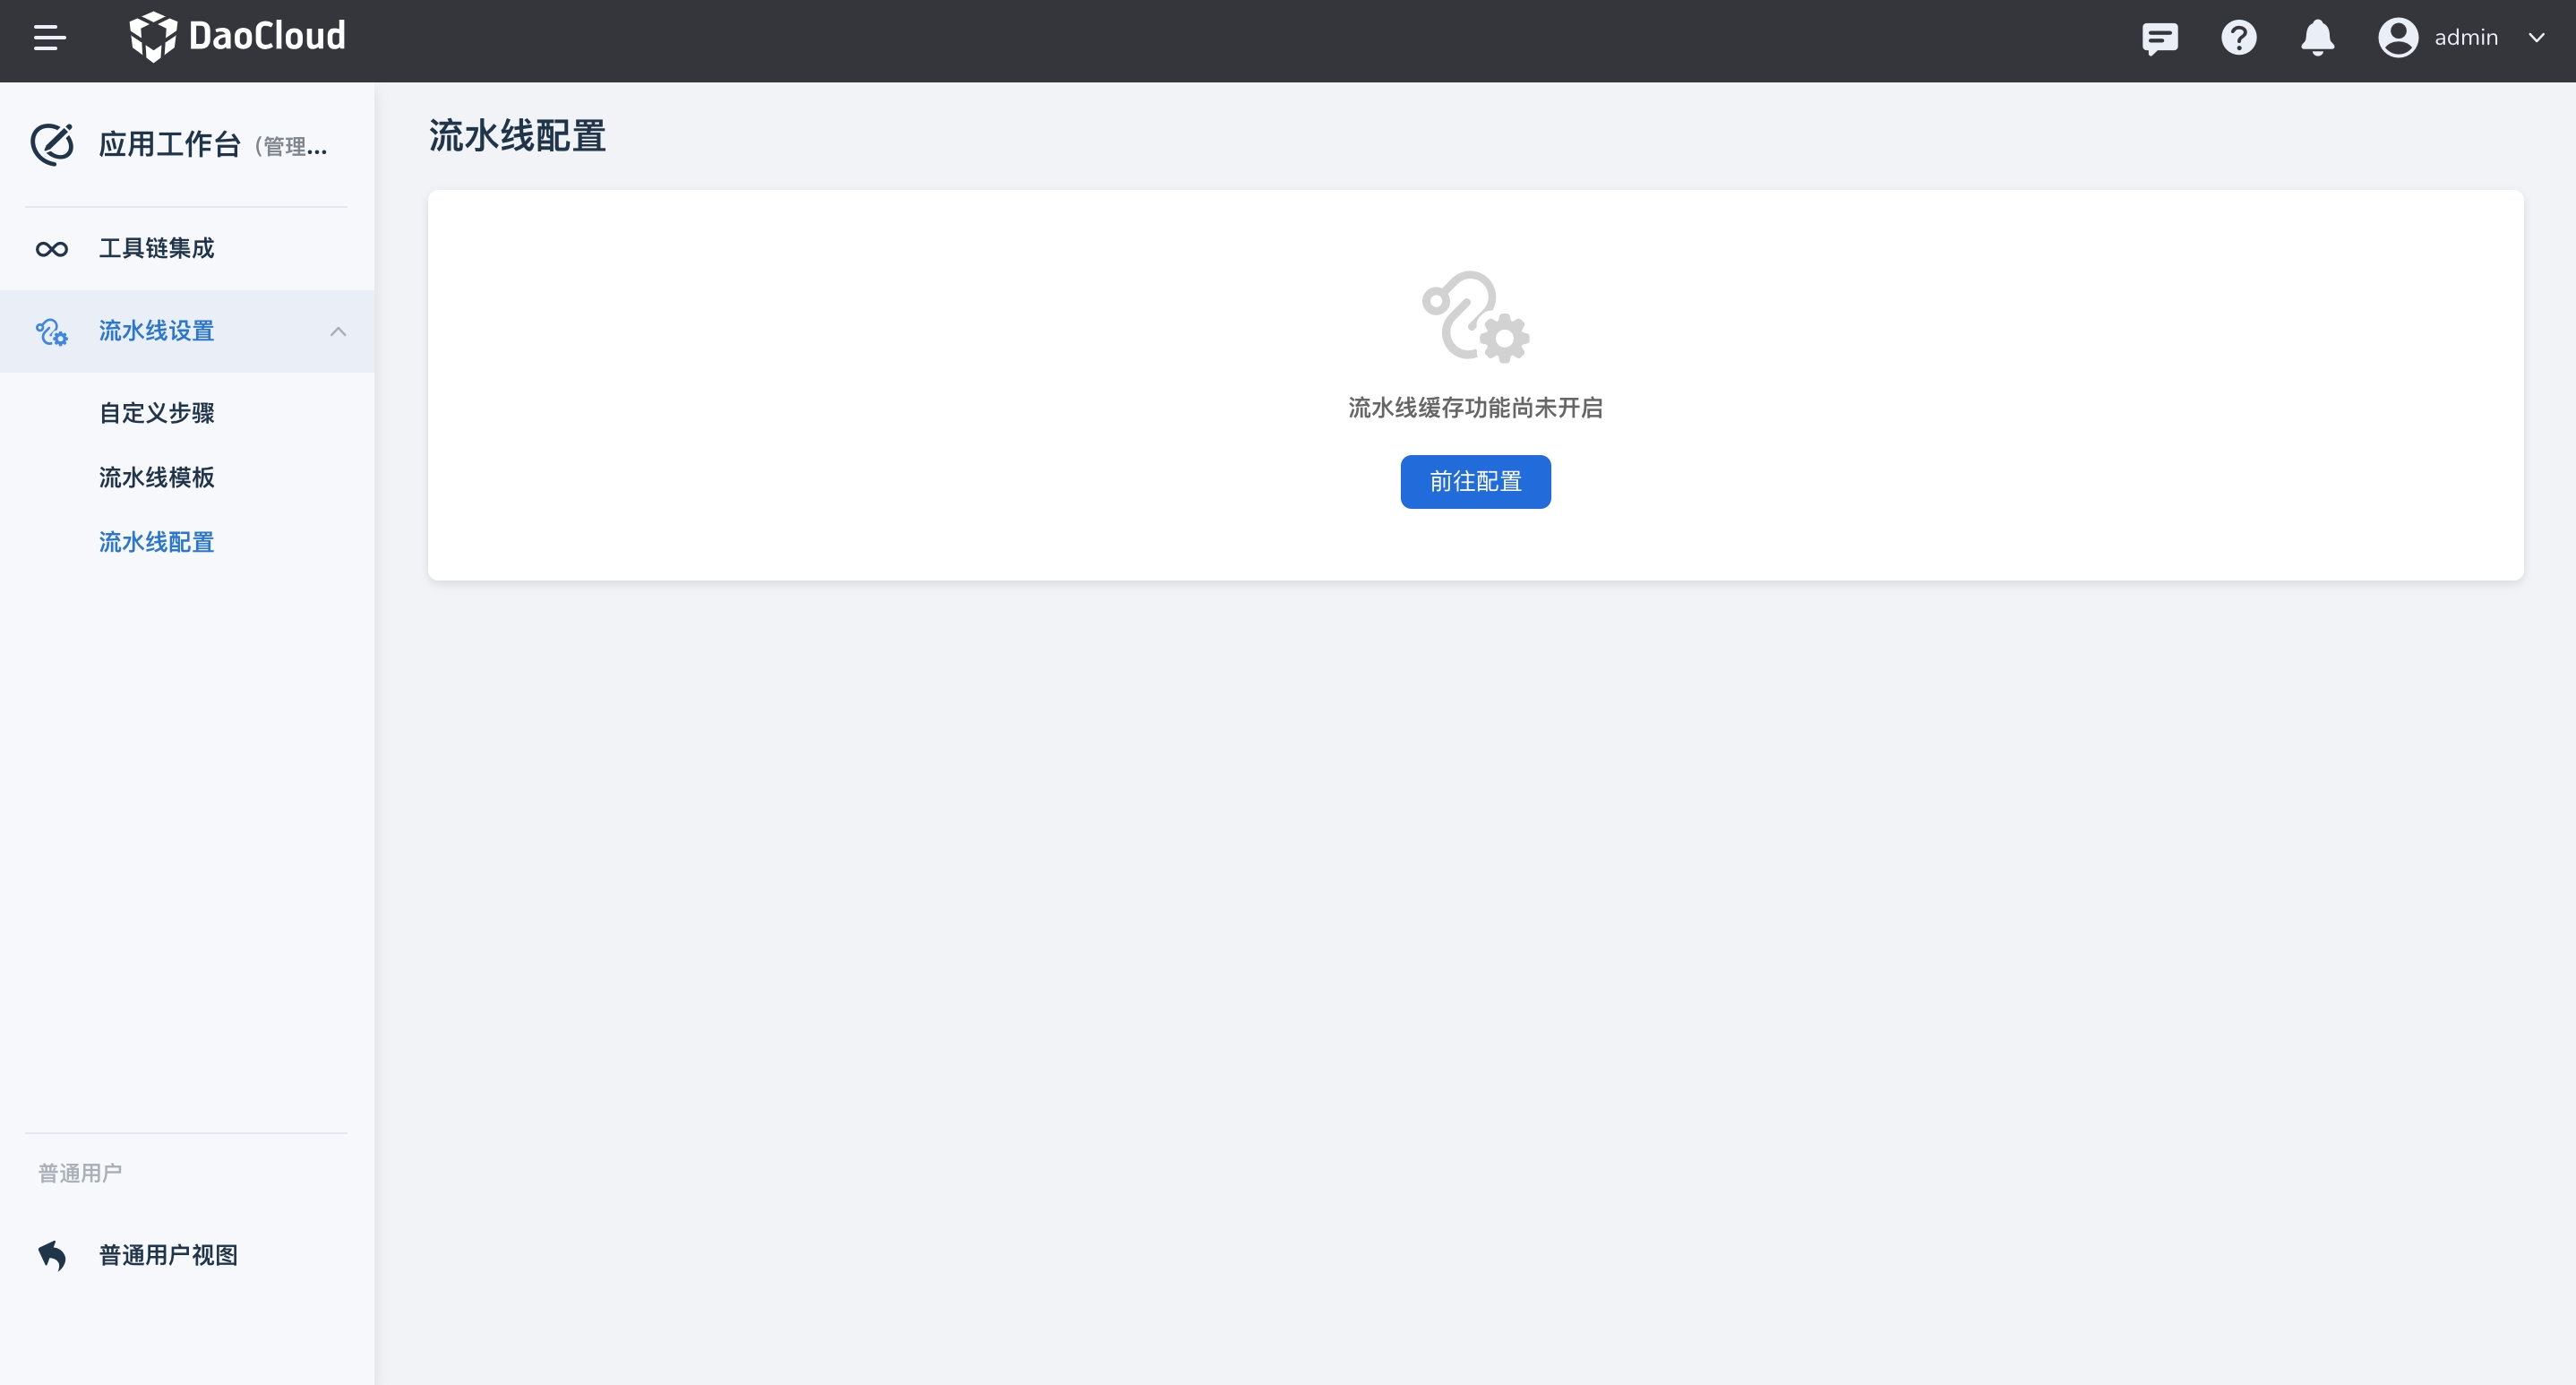 DaoCloud
admin
应用工作台（管理...
工具链集成
流水线设置
自定义步骤
流水线模板
流水线配置
普通用户
普通用户视图
流水线配置
流水线缓存功能尚未开启
前往配置